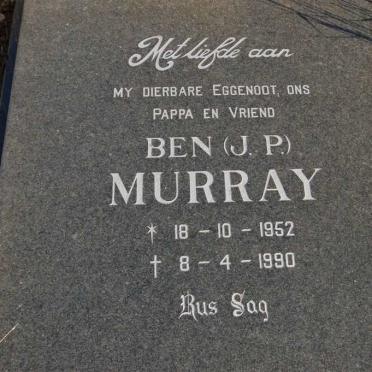 Met liefde aan
MY DIERBARE EGGENOOT, ONS
PAPPA EN VRIEND
BEN (J. P.)
MURRAY
* 18 - 10 - 1952
† 8 - 4 - 1990
Rus Sag